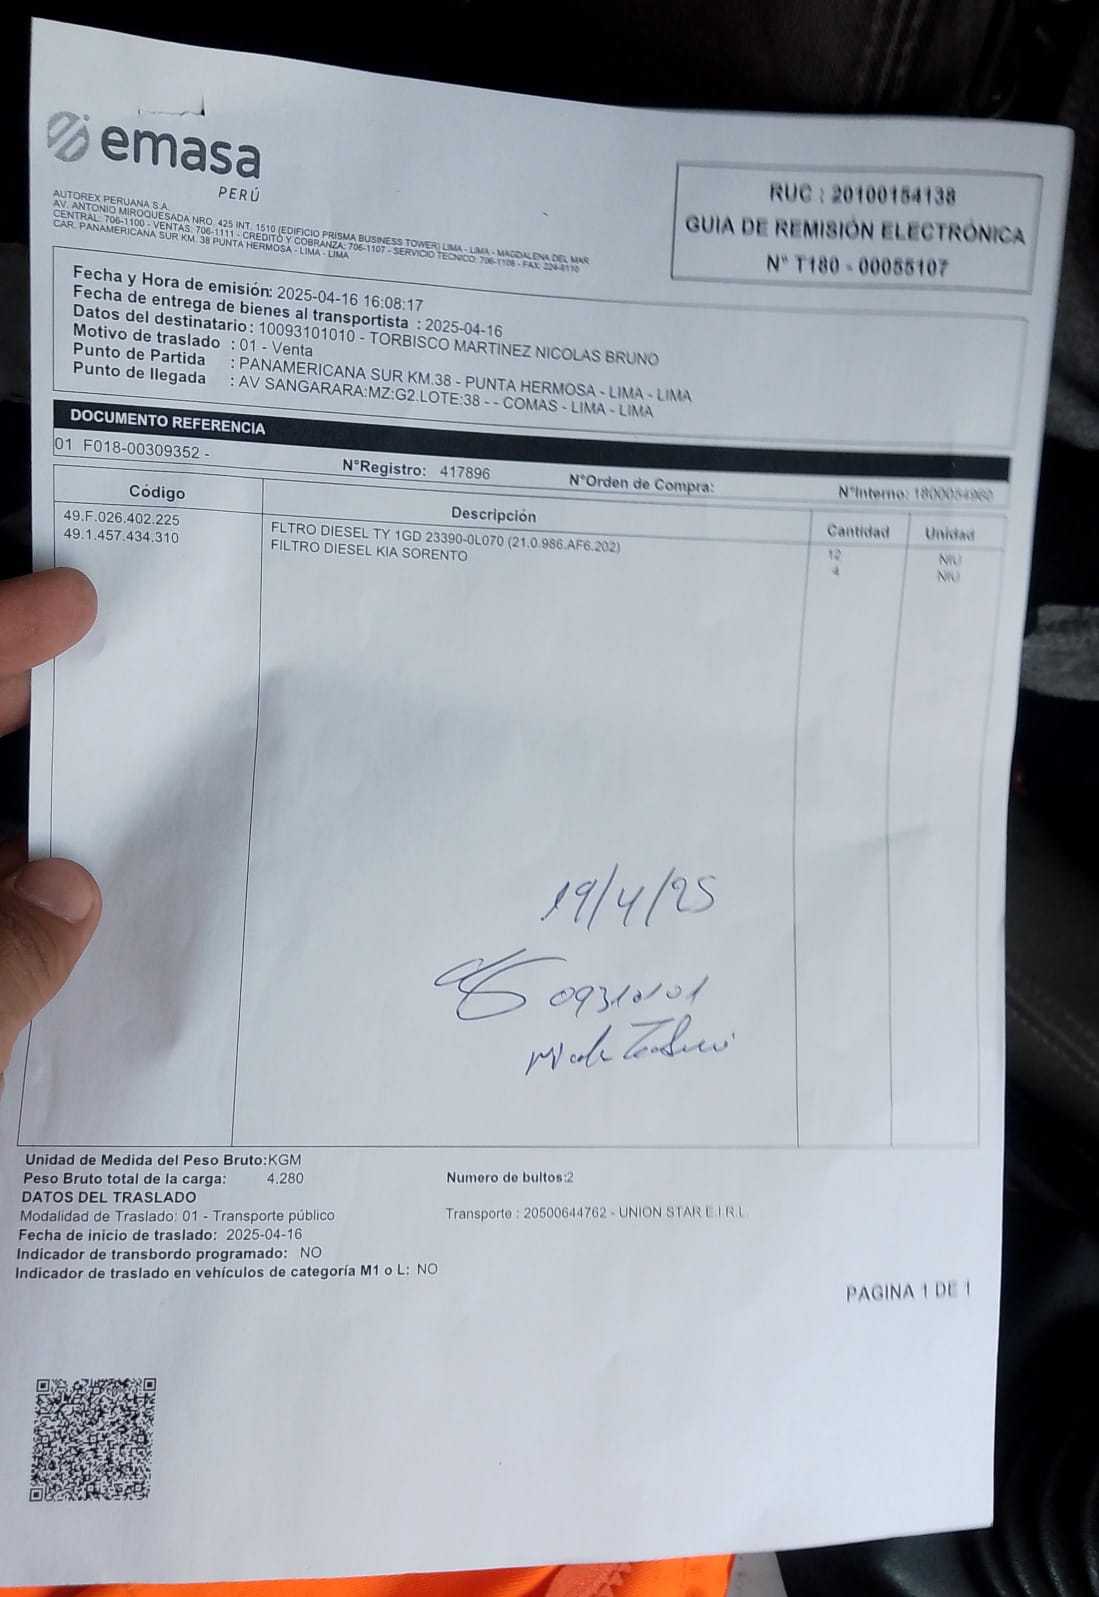 emasa
PERÚ
RUC : 20100154138
GUIA DE REMISIÓN ELECTRÓNICA
N° T180 - 00055107
AUTOREX PERUANA S.A.
AV. ANTONIO MIROQUESADA NRO. 425 INT. 1510 (EDIFICIO PRISMA BUSINESS TOWER) LIMA - LIMA - MAGDALENA DEL MAR
CENTRAL: 706-1100 - VENTAS: 706-1111 - CREDITO Y COBRANZA: 706-1107 - SERVICIO TECNICO: 706-1108 - FAX: 224-8110
CAR. PANAMERICANA SUR KM. 38 PUNTA HERMOSA - LIMA - LIMA
Fecha y Hora de emisión: 2025-04-16 16:08:17
Fecha de entrega de bienes al transportista : 2025-04-16
Datos del destinatario : 10093101010 - TORBISCO MARTINEZ NICOLAS BRUNO
Motivo de traslado : 01 - Venta
Punto de Partida : PANAMERICANA SUR KM.38 - PUNTA HERMOSA - LIMA - LIMA
Punto de llegada : AV SANGARARA:MZ:G2.LOTE:38 - - COMAS - LIMA - LIMA
DOCUMENTO REFERENCIA
01 F018-00309352 - N°Registro: 417896 N°Orden de Compra: N°Interno: 1800054960
Código Descripción Cantidad Unidad
49.F.026.402.225 FLTRO DIESEL TY 1GD 23390-0L070 (21.0.986.AF6.202) 12 NIU
49.1.457.434.310 FILTRO DIESEL KIA SORENTO 4 NIU
19/4/25
09310101
Unidad de Medida del Peso Bruto:KGM
Peso Bruto total de la carga: 4.280 Numero de bultos:2
DATOS DEL TRASLADO
Modalidad de Traslado: 01 - Transporte público Transporte : 20500644762 - UNION STAR E.I.R.L.
Fecha de inicio de traslado: 2025-04-16
Indicador de transbordo programado: NO
Indicador de traslado en vehículos de categoría M1 o L: NO
PAGINA 1 DE 1